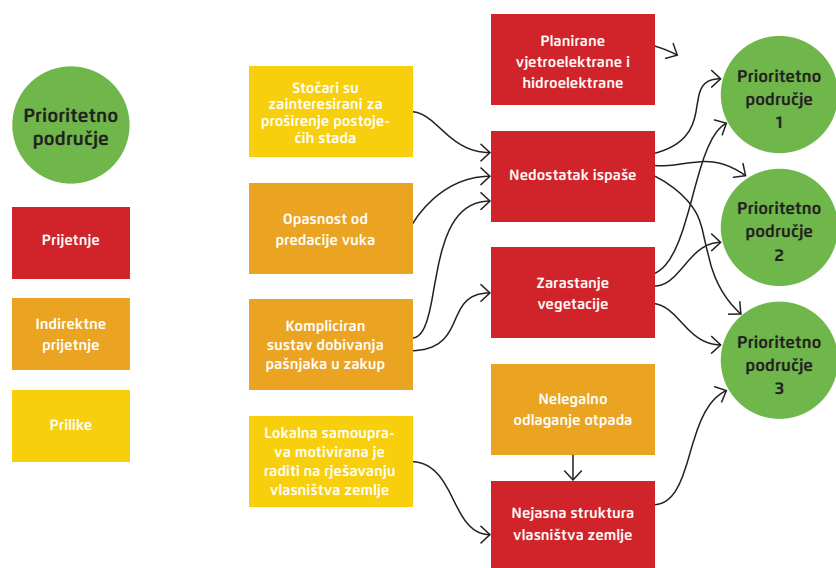 Prioritetno
područje
Prijetnje
Indirektne
prijetnje
Prilike
Stočari su
zainteresirani za
proširenje postoje-
ćih stada
Opasnost od
predacije vuka
Kompliciran
sustav dobivanja
pašnjaka u zakup
Lokalna samoupra-
va motivirana je
raditi na rješavanju
vlasništva zemlje
Planirane
vjetroelektrane i
hidroelektrane
Nedostatak ispaše
Zarastanje
vegetacije
Nelegalno
odlaganje otpada
Nejasna struktura
vlasništva zemlje
Prioritetno
područje
1
Prioritetno
područje
2
Prioritetno
područje
3